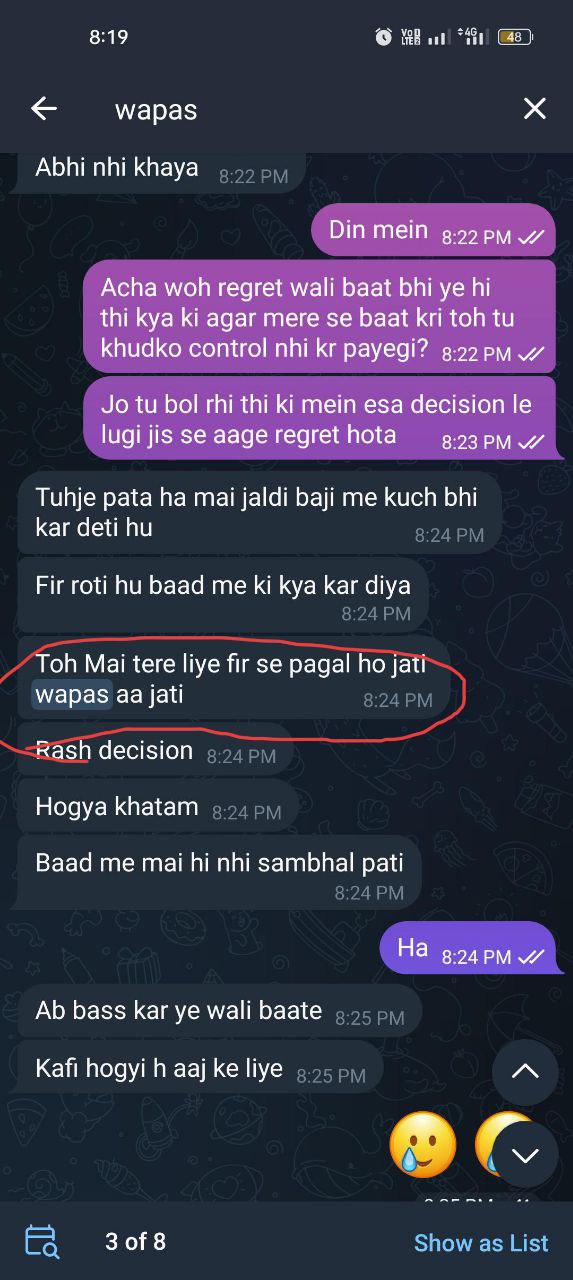 8:19
Vo) LTE2
4G
48
wapas
Abhi nhi khaya 8:22 PM
Din mein 8:22 PM
Acha woh regret wali baat bhi ye hi
thi kya ki agar mere se baat kri toh tu
khudko control nhi kr payegi? 8:22 PM
Jo tu bol rhi thi ki mein esa decision le
lugi jis se aage regret hota 8:23 PM
Tuhje pata ha mai jaldi baji me kuch bhi
kar deti hu 8:24 PM
Fir roti hu baad me ki kya kar diya
8:24 PM
Toh Mai tere liye fir se pagal ho jati
wapas aa jati 8:24 PM
Rash decision 8:24 PM
Hogya khatam 8:24 PM
Baad me mai hi nhi sambhal pati
8:24 PM
Ha 8:24 PM
Ab bass kar ye wali baate 8:25 PM
Kafi hogyi h aaj ke liye 8:25 PM
3 of 8
Show as List